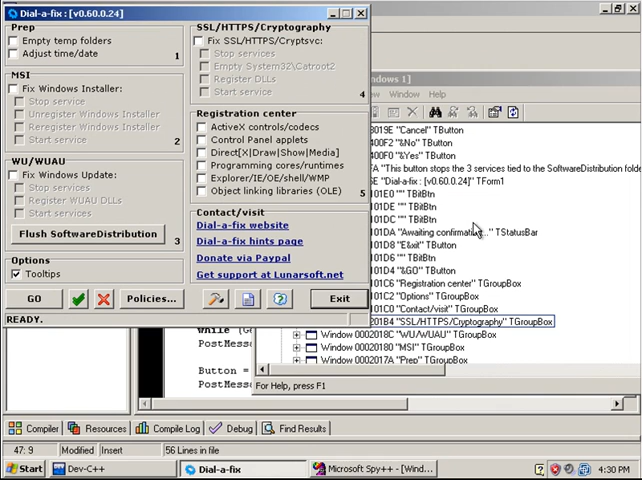 Dial-a-fix : [v0.60.0.24]
Prep
Empty temp folders
Adjust time/date
1
MSI
Fix Windows Installer:
Stop service
Unregister Windows Installer
Reregister Windows Installer
Start service
2
WU/WUAU
Fix Windows Update:
Stop services
Register WUAU DLLs
Start services
Flush SoftwareDistribution
3
Options
Tooltips
SSL/HTTPS/Cryptography
Fix SSL/HTTPS/Cryptsvc:
Stop services
Empty System32\Catroot2
Register DLLs
Start service
4
Registration center
ActiveX controls/codecs
Control Panel applets
Direct[X|Draw|Show|Media]
Programming cores/runtimes
Explorer/IE/OE/shell/WMP
Object linking libraries (OLE)
5
Contact/visit
Dial-a-fix website
Dial-a-fix hints page
Donate via Paypal
Get support at Lunarsoft.net
GO
Policies...
Exit
READY.
ndows 1]
Window Help
8019E "Cancel" TButton
400F2 "&No" TButton
400F0 "&Yes" TButton
FA "This button stops the 3 services tied to the SoftwareDistribution folde
5E "Dial-a-fix : [v0.60.0.24]" TForm1
101E0 "" TBitBtn
101DE "" TBitBtn
101DC "" TBitBtn
101DA "Awaiting confirmation..." TStatusBar
101D8 "E&xit" TButton
101D6 "" TBitBtn
101D4 "&GO" TButton
101C6 "Registration center" TGroupBox
101C2 "Options" TGroupBox
101C0 "Contact/visit" TGroupBox
201B4 "SSL/HTTPS/Cryptography" TGroupBox
Window 0002018C "WU/WUAU" TGroupBox
Window 00020180 "MSI" TGroupBox
Window 0002017A "Prep" TGroupBox
For Help, press F1
PostMess
Button =
PostMess
Compiler
Resources
Compile Log
Debug
Find Results
47: 9
Modified
Insert
56 Lines in file
Start
Dev-C++
Dial-a-fix
Microsoft Spy++ - [Wind...
4:30 PM